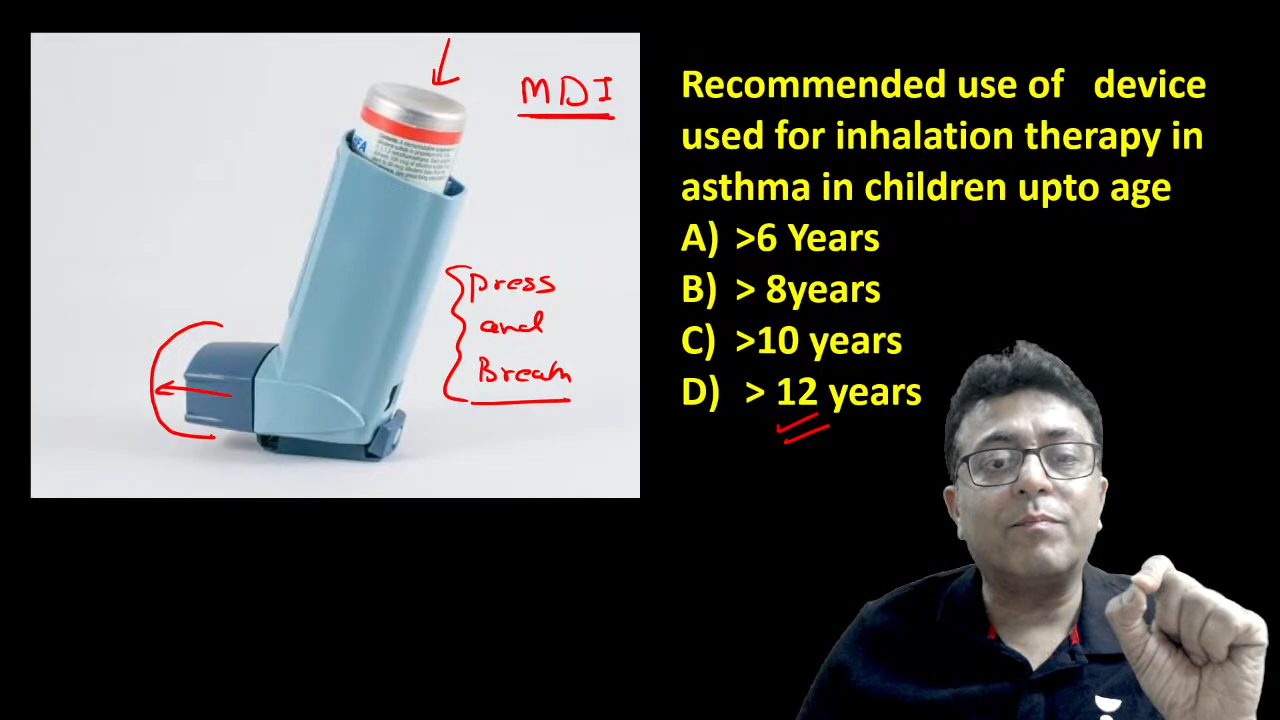 MDI
HFA
Press
and
Breath
Recommended use of device
used for inhalation therapy in
asthma in children upto age
A) >6 Years
B) > 8years
C) >10 years
D) > 12 years